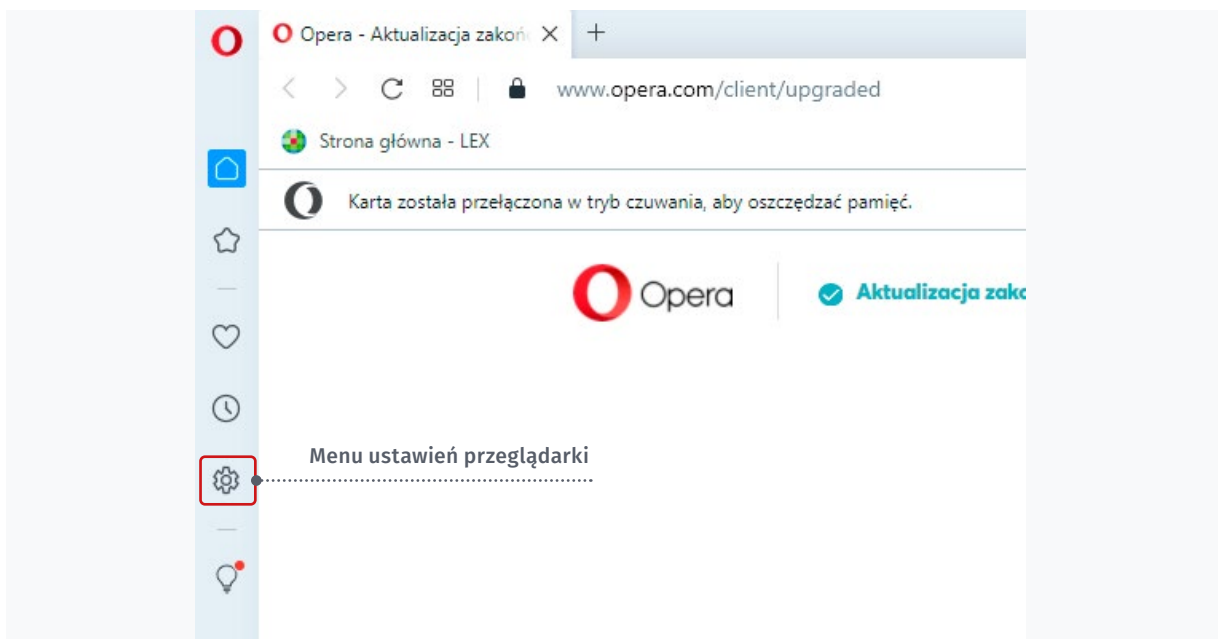 Opera - Aktualizacja zakoń
www.opera.com/client/upgraded
Strona główna - LEX
Karta została przełączona w tryb czuwania, aby oszczędzać pamięć.
Opera
Aktualizacja zako
Menu ustawień przeglądarki